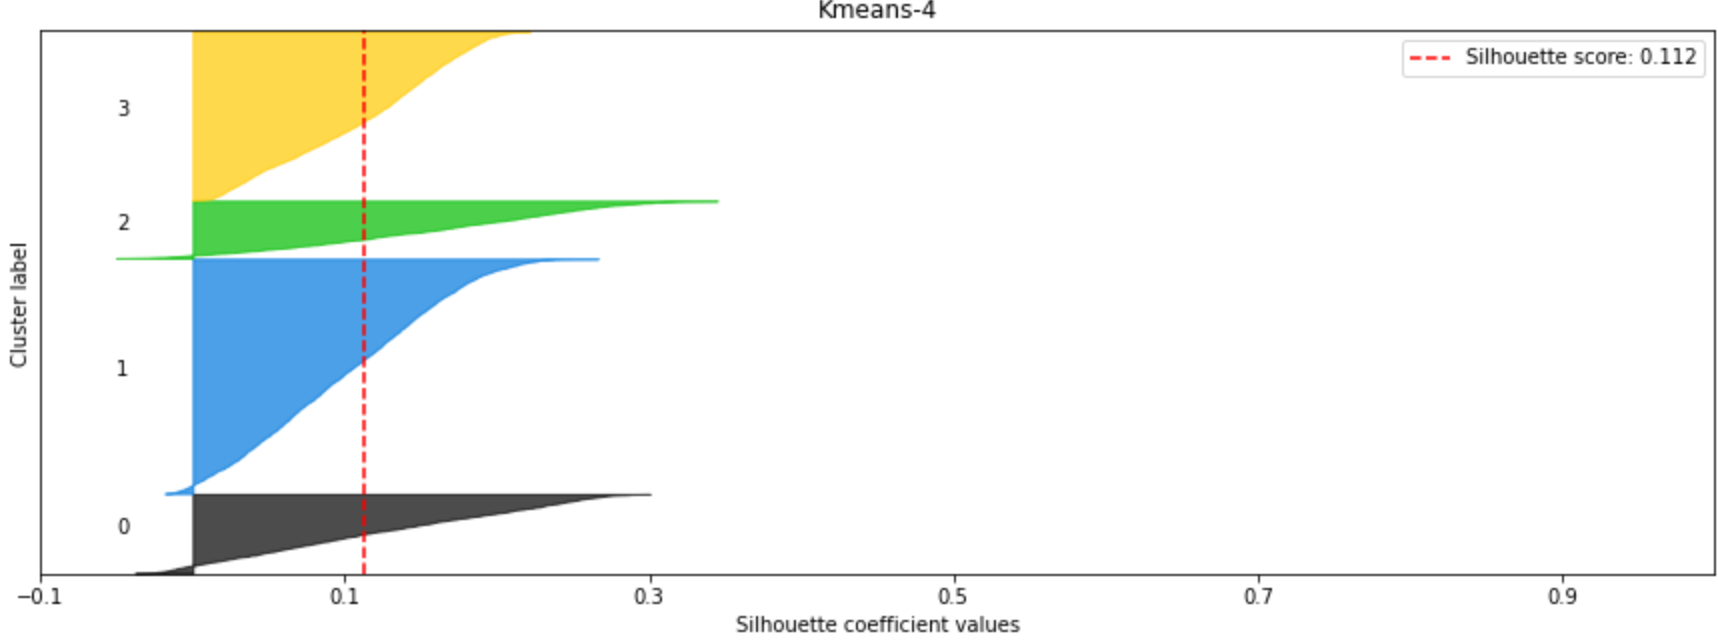 Kmeans-4
Silhouette score: 0.112
3
2
1
0
Cluster label
−0.1 0.1 0.3 0.5 0.7 0.9
Silhouette coefficient values